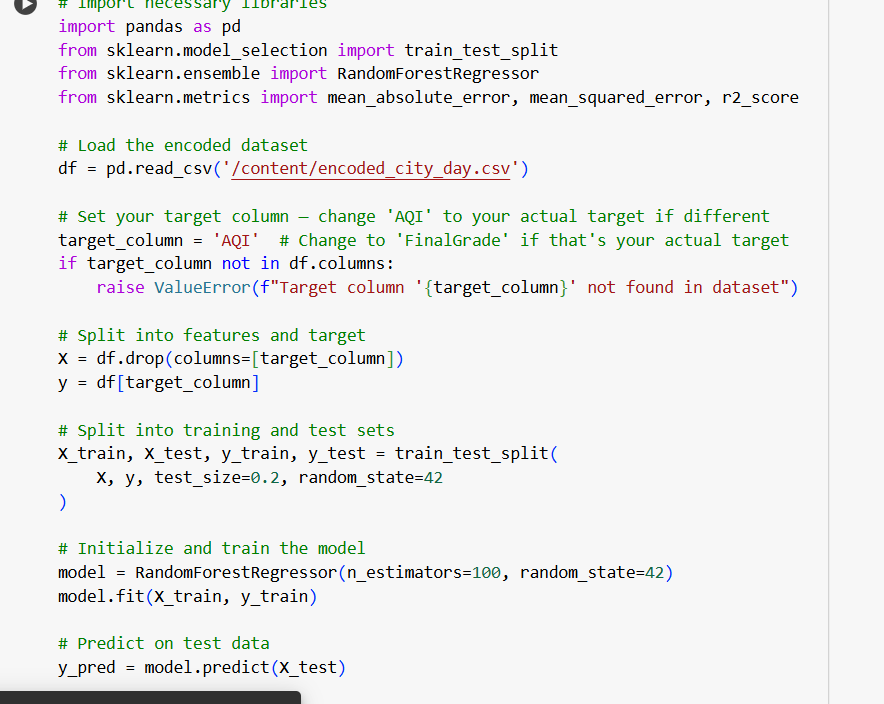 # Import necessary libraries
import pandas as pd
from sklearn.model_selection import train_test_split
from sklearn.ensemble import RandomForestRegressor
from sklearn.metrics import mean_absolute_error, mean_squared_error, r2_score
# Load the encoded dataset
df = pd.read_csv('/content/encoded_city_day.csv')
# Set your target column — change 'AQI' to your actual target if different
target_column = 'AQI'  # Change to 'FinalGrade' if that's your actual target
if target_column not in df.columns:
    raise ValueError(f"Target column '{target_column}' not found in dataset")
# Split into features and target
X = df.drop(columns=[target_column])
y = df[target_column]
# Split into training and test sets
X_train, X_test, y_train, y_test = train_test_split(
    X, y, test_size=0.2, random_state=42
)
# Initialize and train the model
model = RandomForestRegressor(n_estimators=100, random_state=42)
model.fit(X_train, y_train)
# Predict on test data
y_pred = model.predict(X_test)